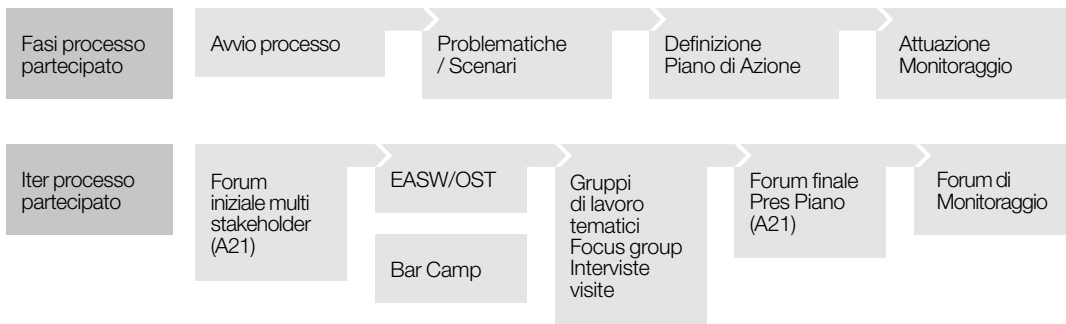 Fasi processo
partecipato
Avvio processo
Problematiche
/ Scenari
Definizione
Piano di Azione
Attuazione
Monitoraggio
Iter processo
partecipato
Forum
iniziale multi
stakeholder
(A21)
EASW/OST
Bar Camp
Gruppi
di lavoro
tematici
Focus group
Interviste
visite
Forum finale
Pres Piano
(A21)
Forum di
Monitoraggio